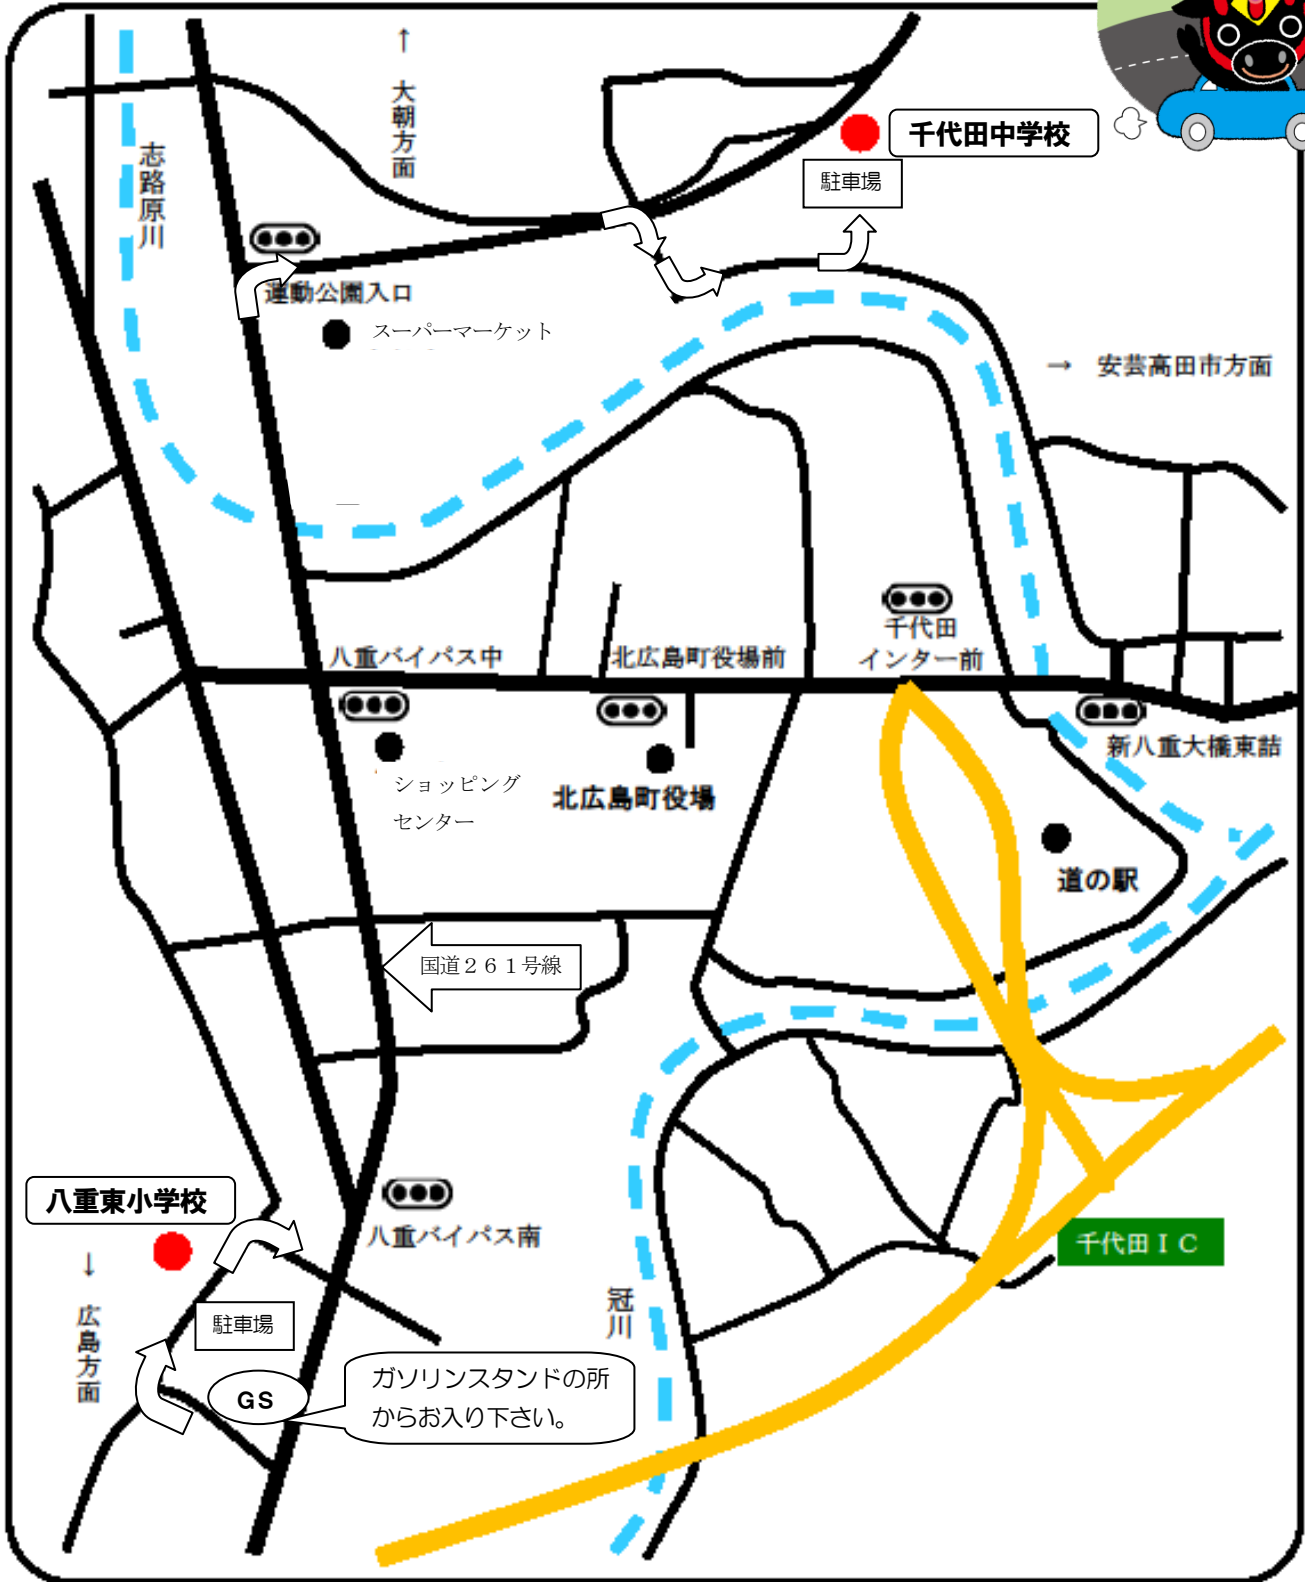 ↑ 大朝方面
志路原川
千代田中学校
駐車場
運動公園入口
スーパーマーケット
→ 安芸高田市方面
千代田
インター前
八重バイパス中
北広島町役場前
新八重大橋東詰
ショッピング
センター
北広島町役場
道の駅
国道261号線
八重東小学校
八重バイパス南
千代田IC
↓ 広島方面
冠川
駐車場
GS
ガソリンスタンドの所
からお入り下さい。